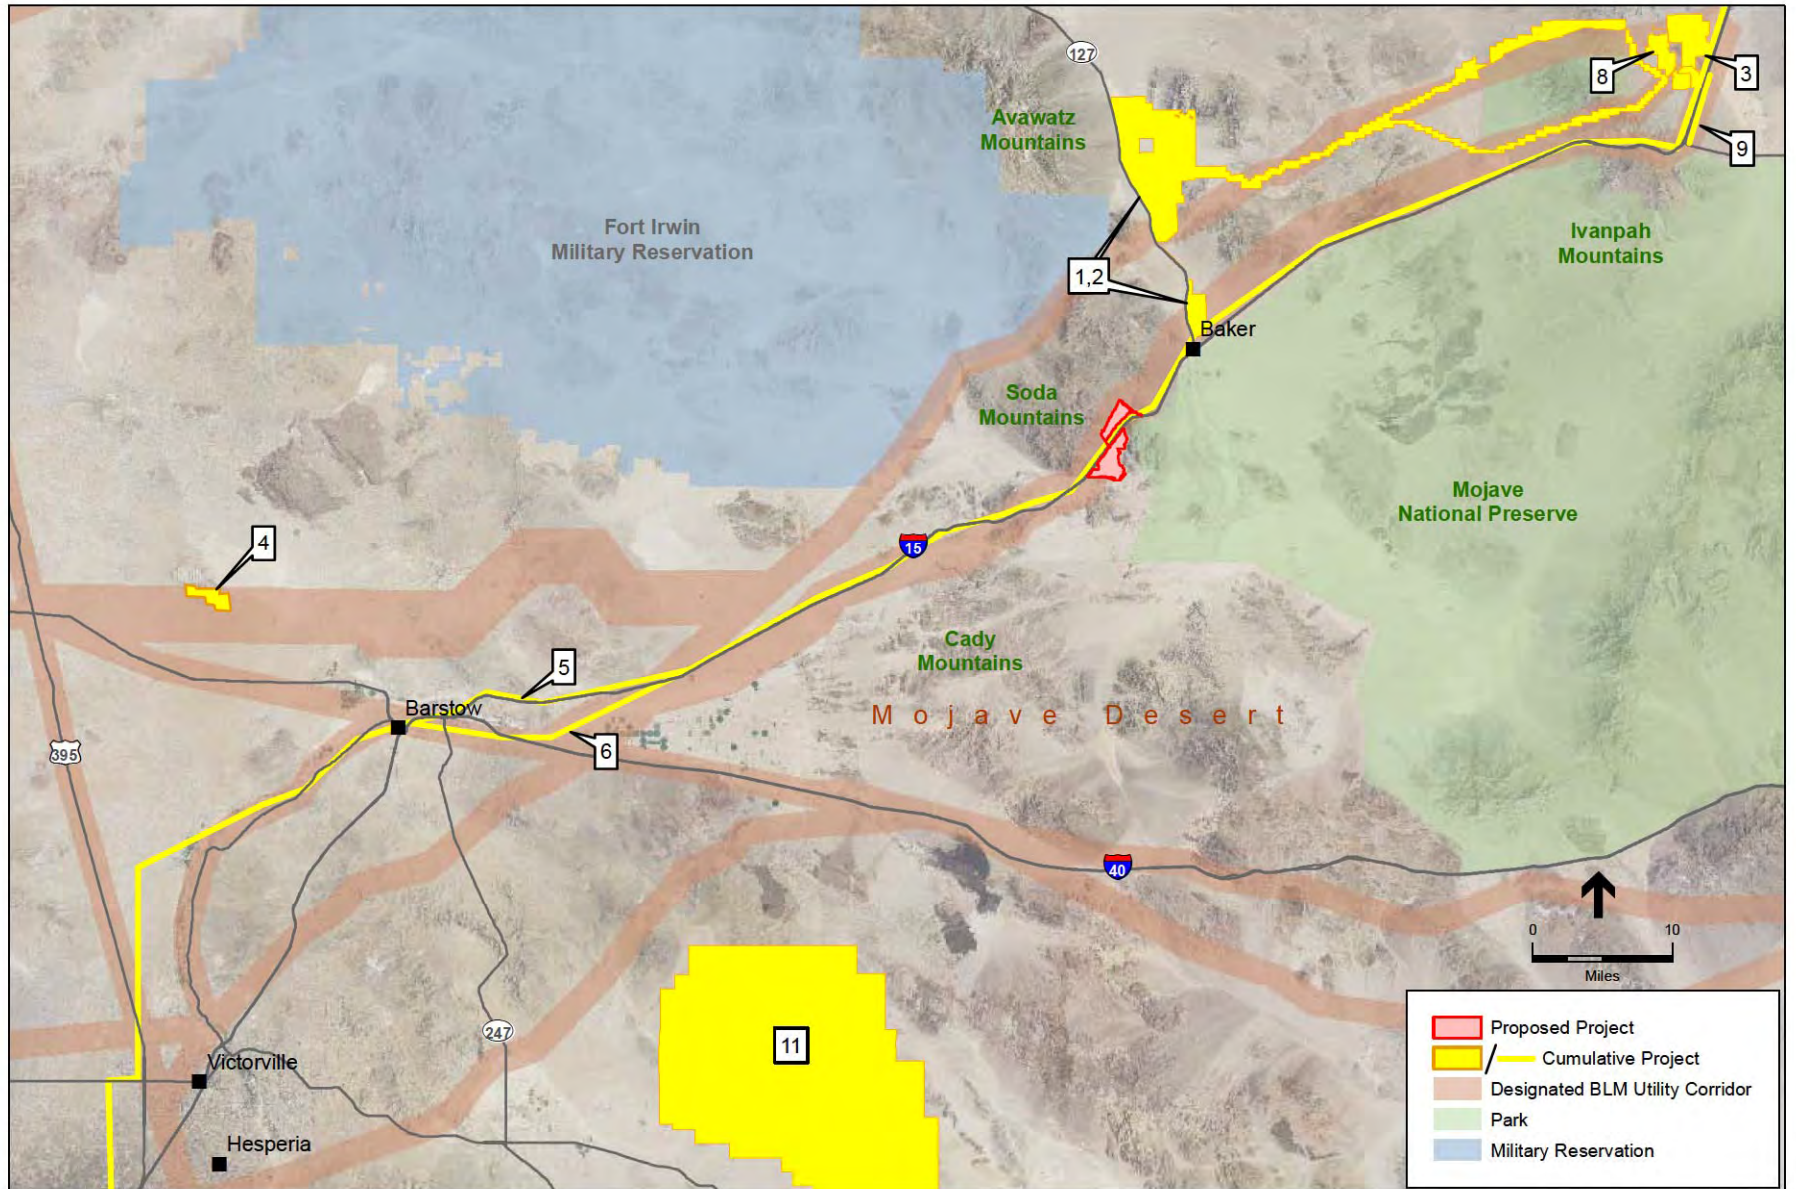 127
8
3
Avawatz
Mountains
9
Fort Irwin
Military Reservation
Ivanpah
Mountains
1,2
Baker
Soda
Mountains
Mojave
National Preserve
4
15
Cady
Mountains
5
Barstow
Mojave Desert
395
6
40
0 10
Miles
247
11
Victorville
Hesperia
Proposed Project
/ Cumulative Project
Designated BLM Utility Corridor
Park
Military Reservation